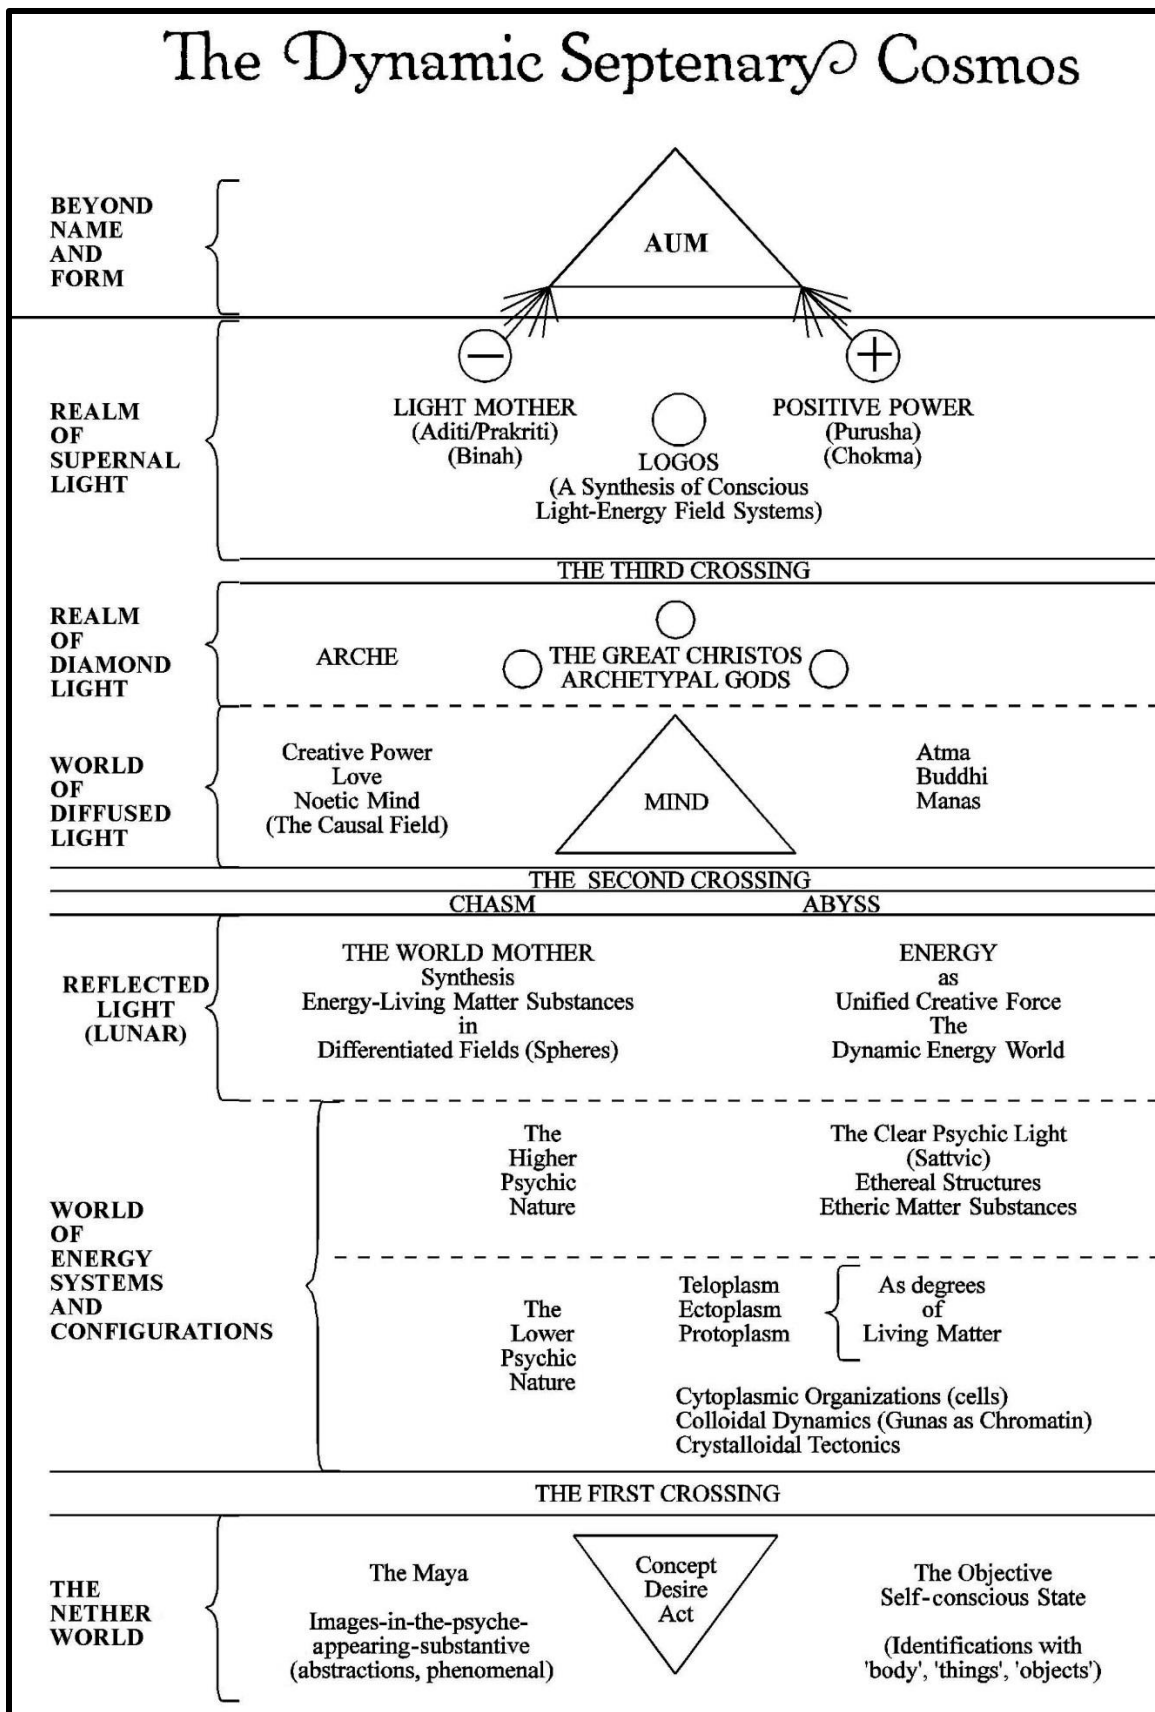 The Dynamic Septenary Cosmos
BEYOND
NAME
AND
FORM
AUM
REALM
OF
SUPERNAL
LIGHT
LIGHT MOTHER
(Aditi/Prakriti)
(Binah)
LOGOS
(A Synthesis of Conscious
Light-Energy Field Systems)
POSITIVE POWER
(Purusha)
(Chokma)
THE THIRD CROSSING
REALM
OF
DIAMOND
LIGHT
ARCHE
THE GREAT CHRISTOS
ARCHETYPAL GODS
WORLD
OF
DIFFUSED
LIGHT
Creative Power
Love
Noetic Mind
(The Causal Field)
MIND
Atma
Buddhi
Manas
THE SECOND CROSSING
CHASM ABYSS
REFLECTED
LIGHT
(LUNAR)
THE WORLD MOTHER
Synthesis
Energy-Living Matter Substances
in
Differentiated Fields (Spheres)
ENERGY
as
Unified Creative Force
The
Dynamic Energy World
WORLD
OF
ENERGY
SYSTEMS
AND
CONFIGURATIONS
The
Higher
Psychic
Nature
The Clear Psychic Light
(Sattvic)
Ethereal Structures
Etheric Matter Substances
The
Lower
Psychic
Nature
Teloplasm
Ectoplasm
Protoplasm
As degrees
of
Living Matter
Cytoplasmic Organizations (cells)
Colloidal Dynamics (Gunas as Chromatin)
Crystalloidal Tectonics
THE FIRST CROSSING
THE
NETHER
WORLD
The Maya
Images-in-the-psyche-
appearing-substantive
(abstractions, phenomenal)
Concept
Desire
Act
The Objective
Self-conscious State
(Identifications with
'body', 'things', 'objects')